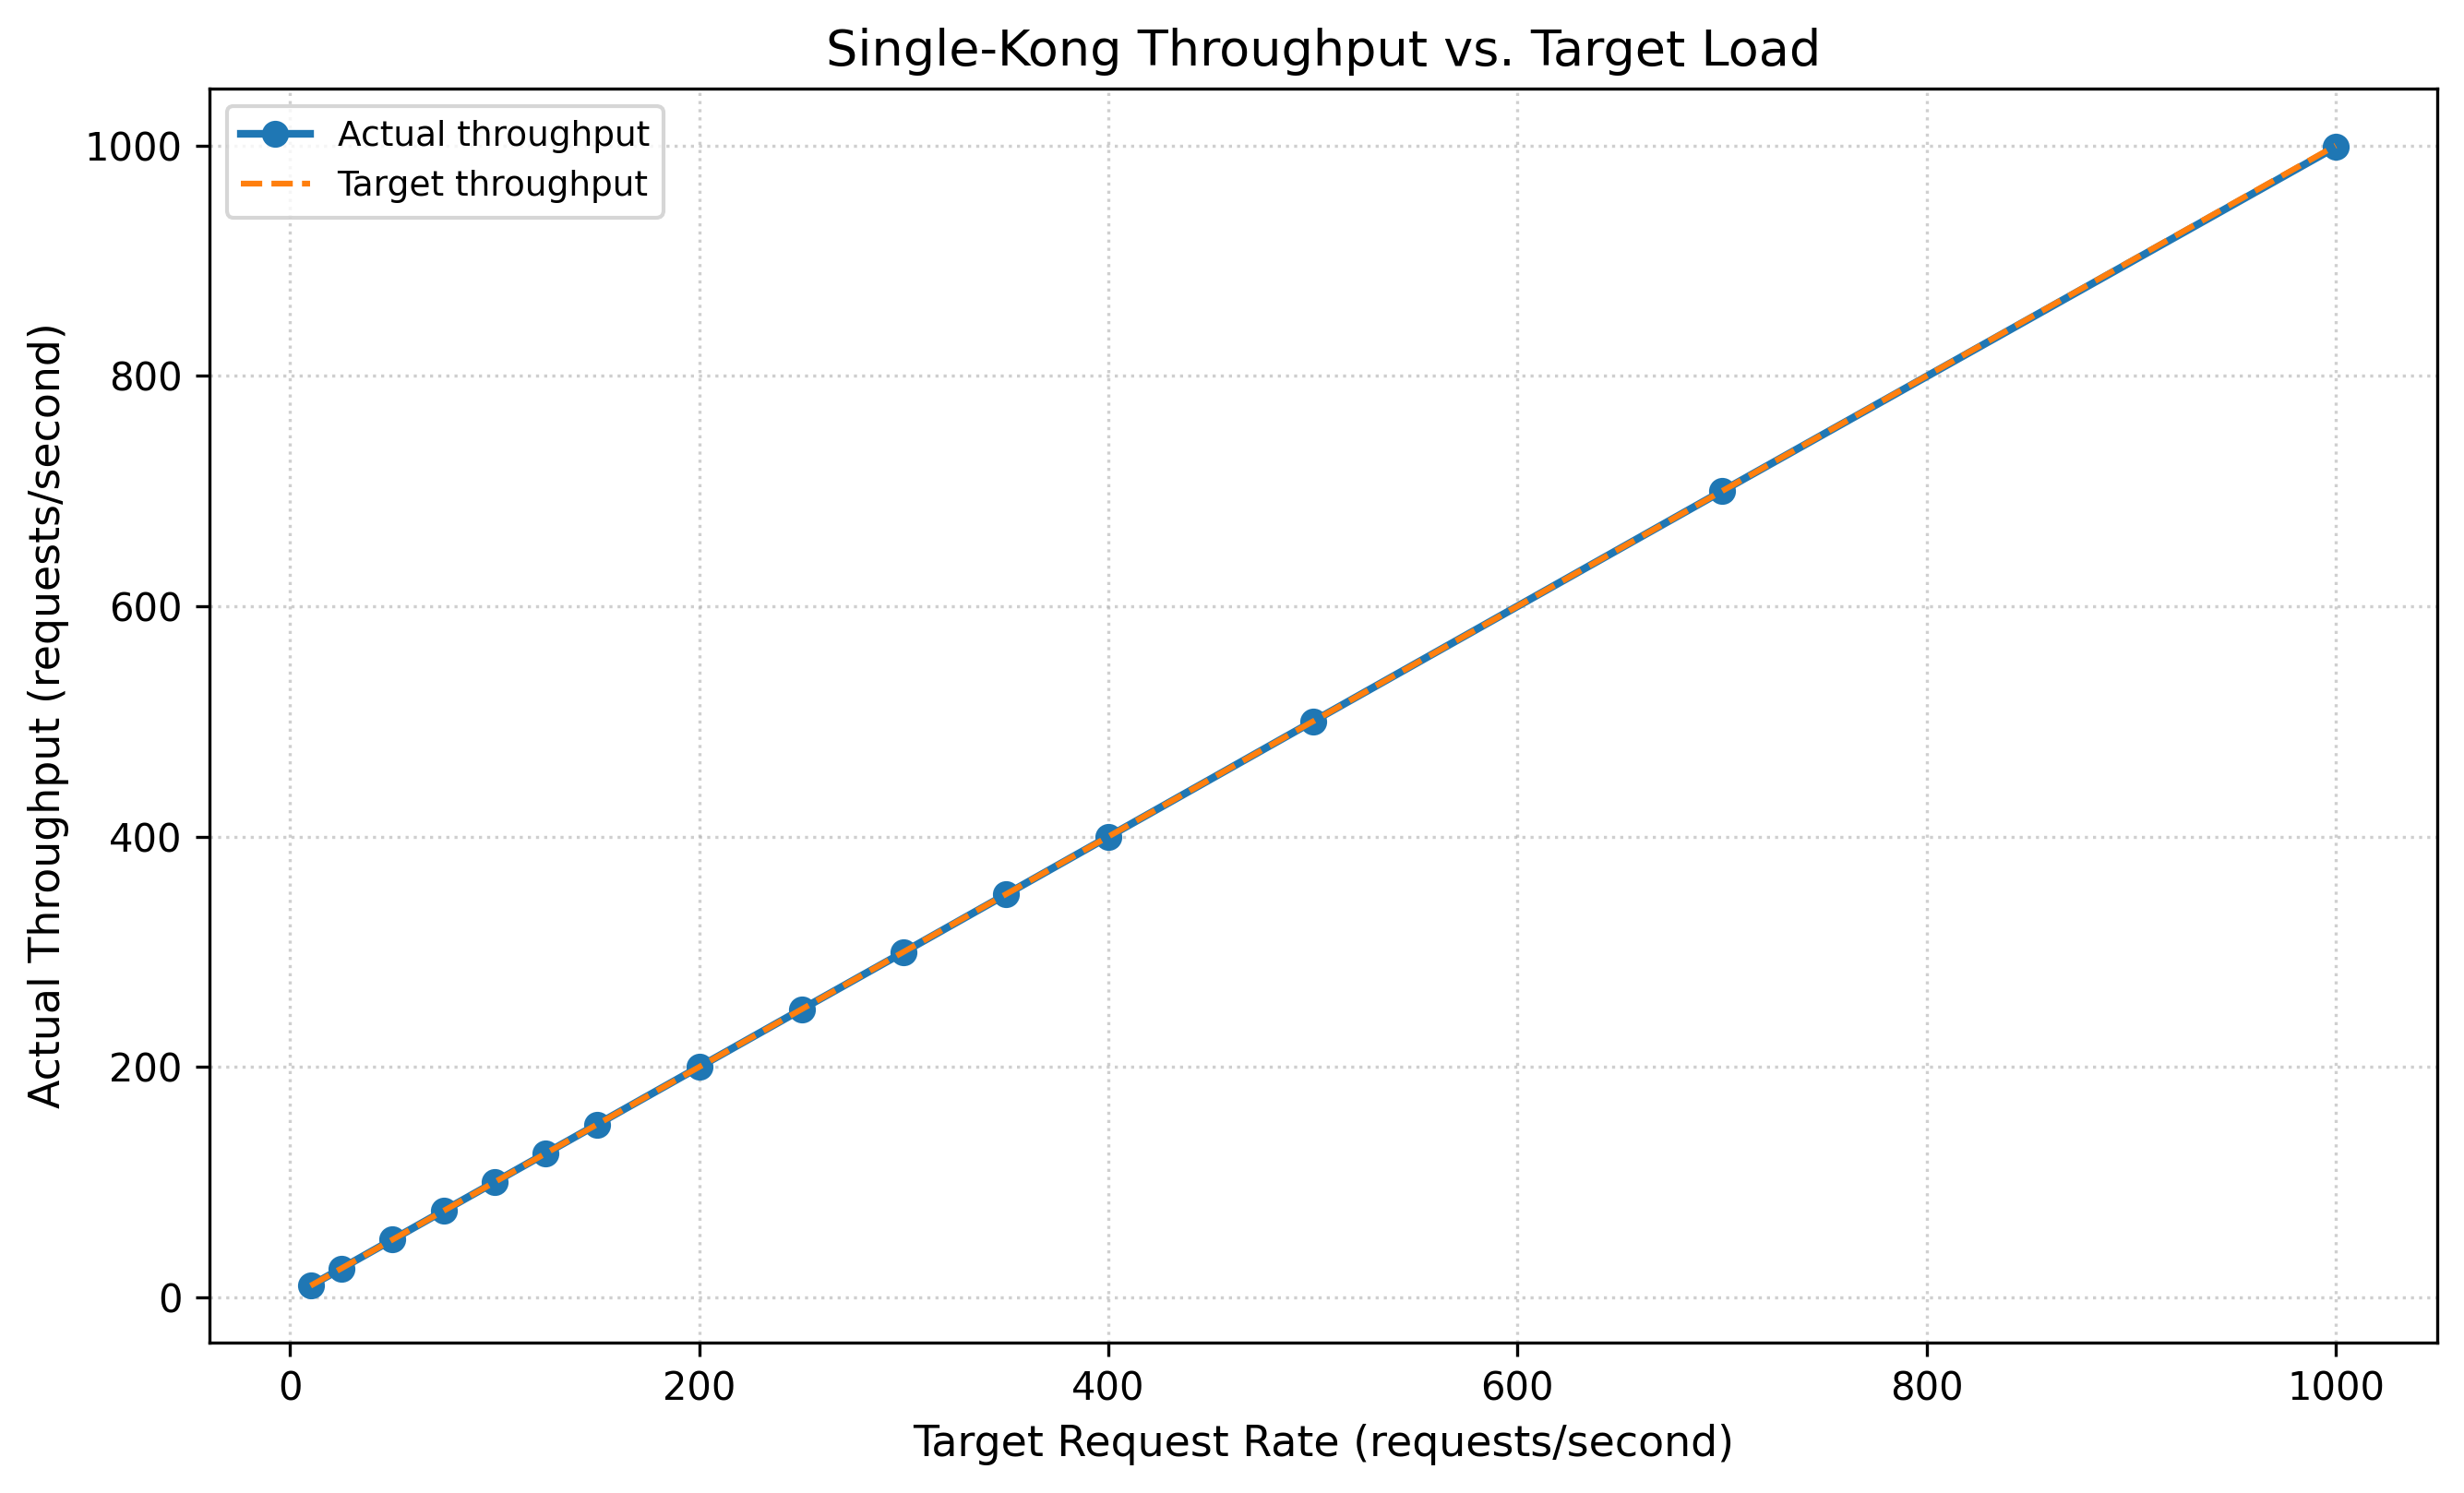 Single-Kong Throughput vs. Target Load
Actual throughput
Target throughput
1000
800
600
400
200
0
Actual Throughput (requests/second)
0 200 400 600 800 1000
Target Request Rate (requests/second)